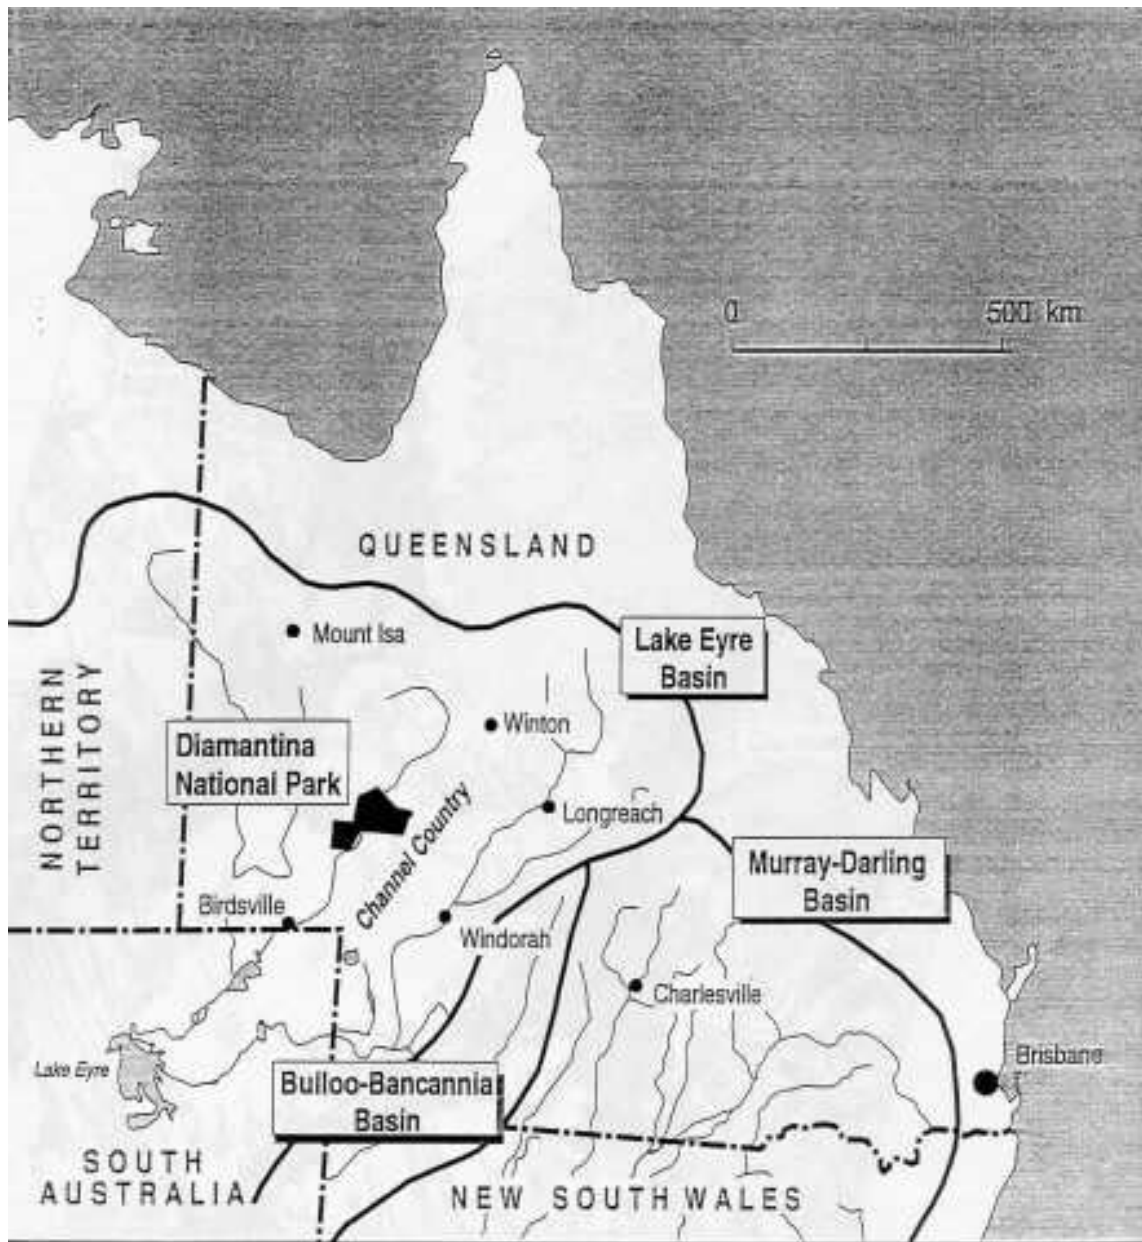 0 500 km
QUEENSLAND
Mount Isa
Lake Eyre
Basin
NORTHERN
TERRITORY
Winton
Diamantina
National Park
Longreach
Channel Country
Murray-Darling
Basin
Birdsville
Windorah
Charlesville
Brisbane
Lake Eyre
Bulloo-Bancannia
Basin
SOUTH
AUSTRALIA
NEW SOUTH WALES